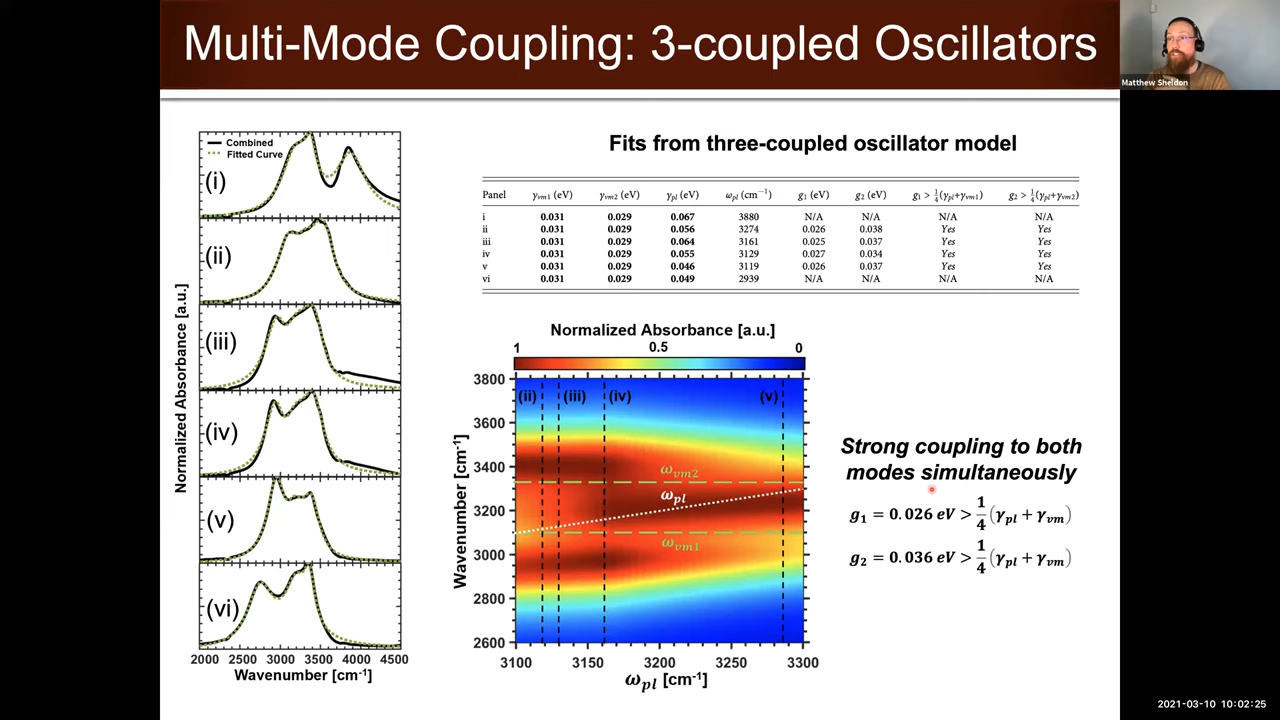 Multi-Mode Coupling: 3-coupled Oscillators
Matthew Sheldon
Combined
Fitted Curve
(i)
(ii)
(iii)
(iv)
(v)
(vi)
Normalized Absorbance [a.u.]
2000 2500 3000 3500 4000 4500
Wavenumber [cm⁻¹]
Fits from three-coupled oscillator model
Panel γvm1 (eV) γvm2 (eV) γpl (eV) ωpl (cm⁻¹) g1 (eV) g2 (eV) g1 > 1/4(γpl+γvm1) g2 > 1/4(γpl+γvm2)
i 0.031 0.029 0.067 3880 N/A N/A N/A N/A
ii 0.031 0.029 0.056 3274 0.026 0.038 Yes Yes
iii 0.031 0.029 0.064 3161 0.025 0.037 Yes Yes
iv 0.031 0.029 0.055 3129 0.027 0.034 Yes Yes
v 0.031 0.029 0.046 3119 0.026 0.037 Yes Yes
vi 0.031 0.029 0.049 2939 N/A N/A N/A N/A
Normalized Absorbance [a.u.]
1 0.5 0
3800
3600
3400
3200
3000
2800
2600
Wavenumber [cm⁻¹]
(ii) (iii) (iv) (v)
ωvm2
ωpl
ωvm1
3100 3150 3200 3250 3300
ωpl [cm⁻¹]
Strong coupling to both
modes simultaneously
g1 = 0.026 eV > 1/4 (γpl + γvm)
g2 = 0.036 eV > 1/4 (γpl + γvm)
2021-03-10 10:02:25